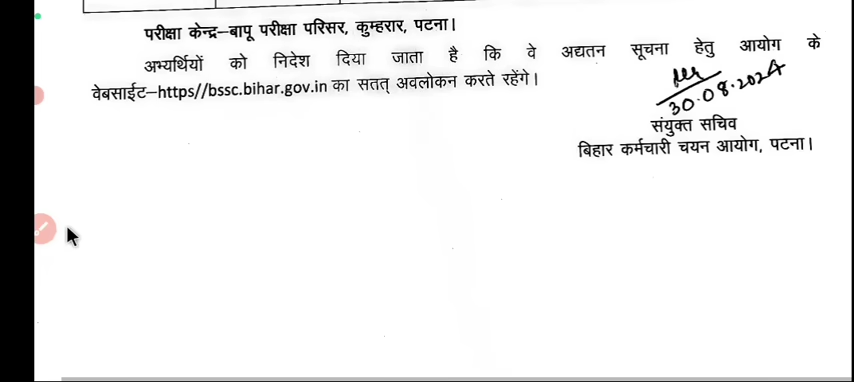 परीक्षा केन्द्र–बापू परीक्षा परिसर, कुम्हरार, पटना।
अभ्यर्थियों को निदेश दिया जाता है कि वे अद्यतन सूचना हेतु आयोग के
वेबसाईट–https//bssc.bihar.gov.in का सतत् अवलोकन करते रहेंगे।
30.08.2024
संयुक्त सचिव
बिहार कर्मचारी चयन आयोग, पटना।